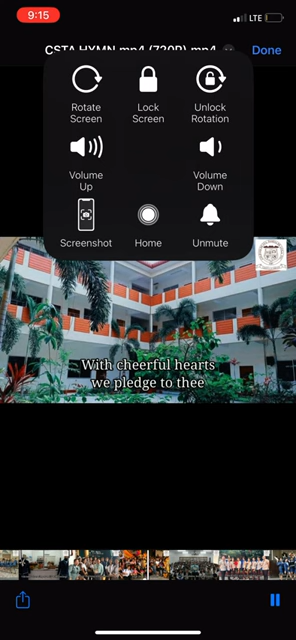 9:15
LTE
CSTA HYMN.mp4 (720P).mp4
Done
Rotate
Screen
Lock
Screen
Unlock
Rotation
Volume
Up
Volume
Down
Screenshot
Home
Unmute
With cheerful hearts
we pledge to thee